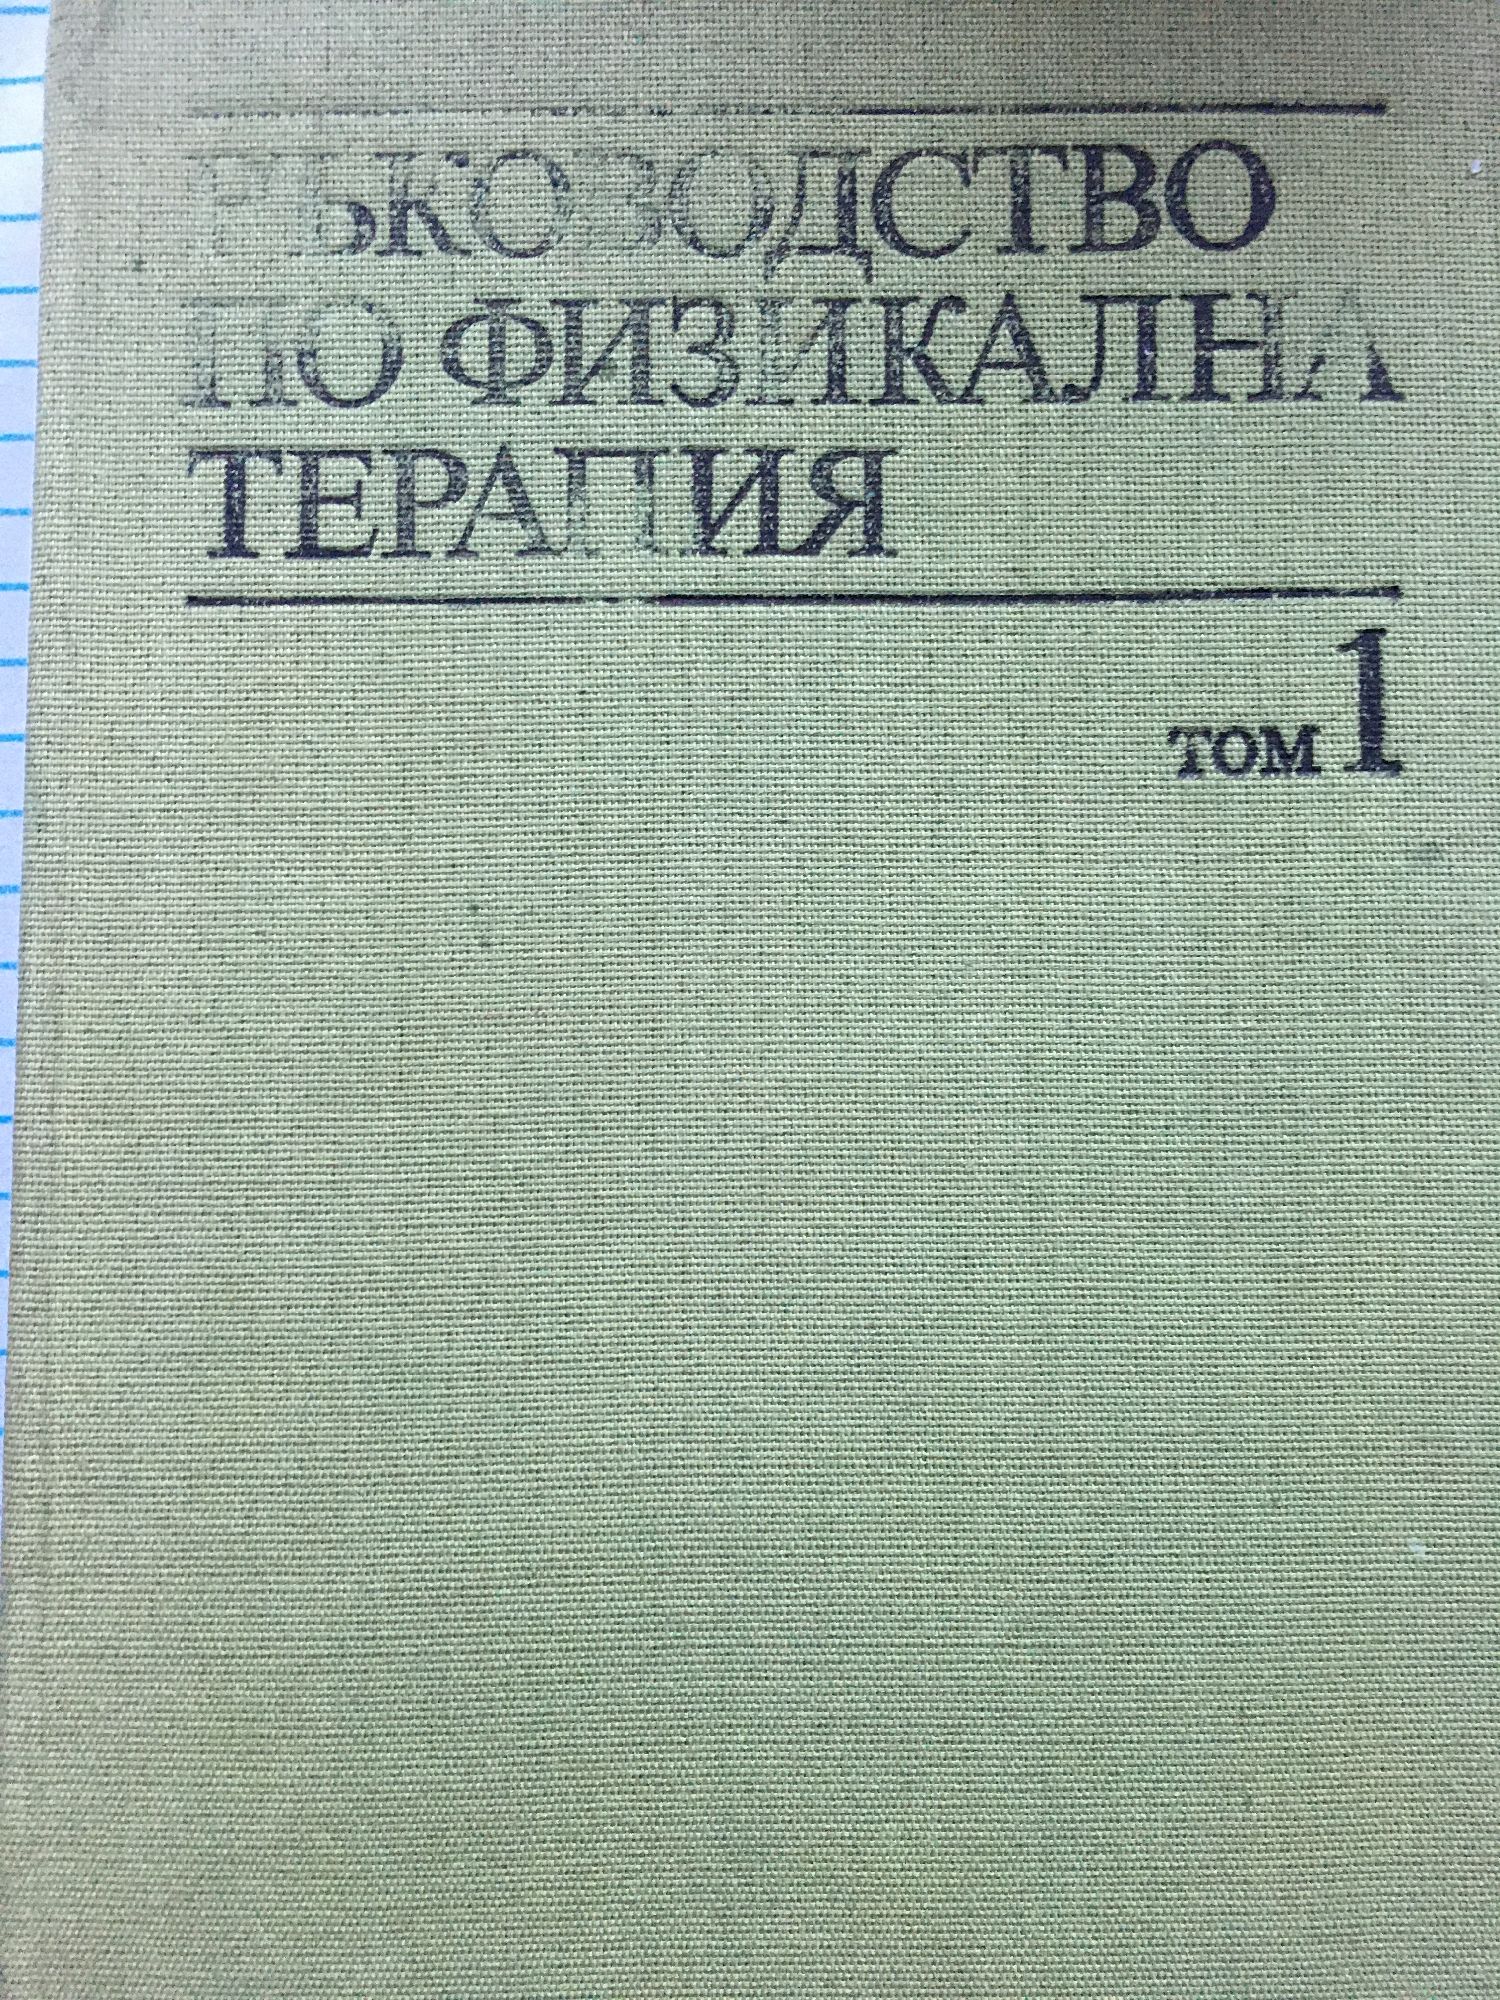 РЪКОВОДСТВО
ПО ФИЗИКАЛНА
ТЕРАПИЯ
том 1